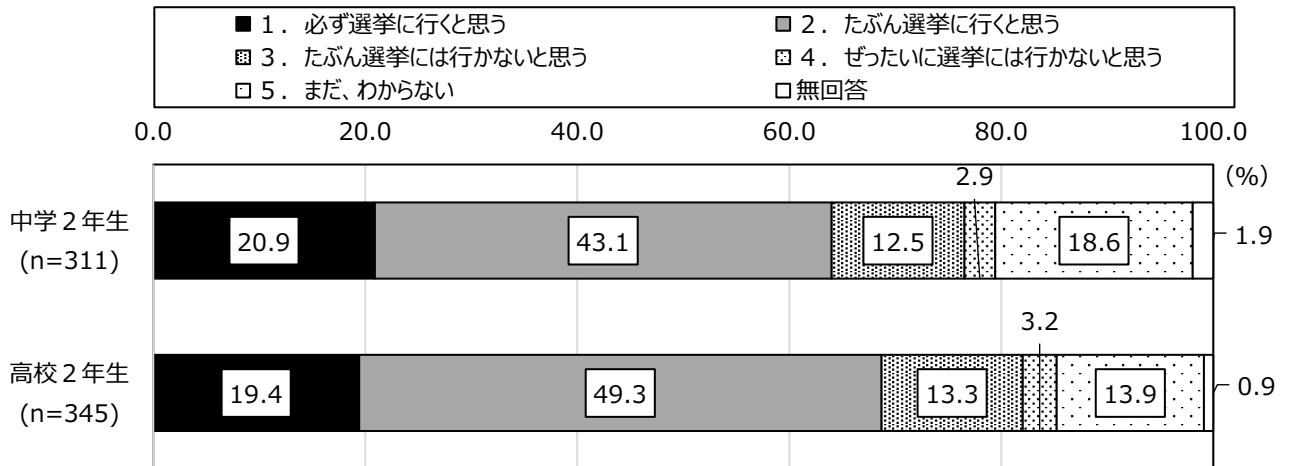 ■ 1．必ず選挙に行くと思う ■ 2．たぶん選挙に行くと思う
3．たぶん選挙には行かないと思う 4．ぜったいに選挙には行かないと思う
5．まだ、わからない □ 無回答
0.0 20.0 40.0 60.0 80.0 100.0
(%)
2.9
中学２年生
(n=311)
20.9 43.1 12.5 18.6 1.9
3.2
高校２年生
(n=345)
19.4 49.3 13.3 13.9 0.9